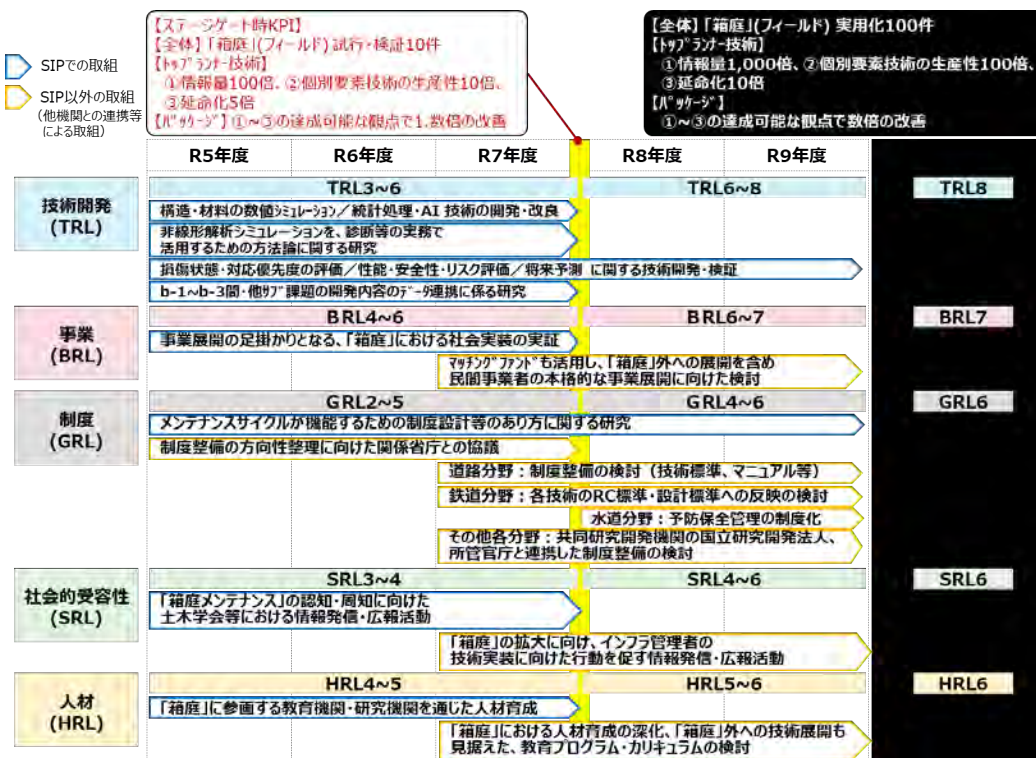 【ステージゲート時KPI】
【全体】「箱庭」(フィールド) 試行・検証10件
【トップランナー技術】
①情報量100倍、②個別要素技術の生産性10倍、
③延命化5倍
【パッケージ】①～③の達成可能な観点で1.数倍の改善
【全体】「箱庭」(フィールド) 実用化100件
【トップランナー技術】
①情報量1,000倍、②個別要素技術の生産性100倍、
③延命化10倍
【パッケージ】
①～③の達成可能な観点で数倍の改善
SIPでの取組
SIP以外の取組
(他機関との連携等
による取組)
R5年度 R6年度 R7年度 R8年度 R9年度
技術開発
(TRL)
TRL3~6 TRL6~8 TRL8
構造・材料の数値シミュレーション／統計処理・AI 技術の開発・改良
非線形解析シミュレーションを、診断等の実務で
活用するための方法論に関する研究
損傷状態・対応優先度の評価／性能・安全性・リスク評価／将来予測 に関する技術開発・検証
b-1~b-3間・他サブ課題の開発内容のデータ連携に係る研究
事業
(BRL)
BRL4~6 BRL6~7 BRL7
事業展開の足掛かりとなる、「箱庭」における社会実装の実証
マッチングファンドも活用し、「箱庭」外への展開を含め
民間事業者の本格的な事業展開に向けた検討
制度
(GRL)
GRL2~5 GRL4~6 GRL6
メンテナンスサイクルが機能するための制度設計等のあり方に関する研究
制度整備の方向性整理に向けた関係省庁との協議
道路分野：制度整備の検討（技術標準、マニュアル等）
鉄道分野：各技術のRC標準・設計標準への反映の検討
水道分野：予防保全管理の制度化
その他各分野：共同研究開発機関の国立研究開発法人、
所管官庁と連携した制度整備の検討
社会的受容性
(SRL)
SRL3~4 SRL4~6 SRL6
「箱庭メンテナンス」の認知・周知に向けた
土木学会等における情報発信・広報活動
「箱庭」の拡大に向け、インフラ管理者の
技術実装に向けた行動を促す情報発信・広報活動
人材
(HRL)
HRL4~5 HRL5~6 HRL6
「箱庭」に参画する教育機関・研究機関を通じた人材育成
「箱庭」における人材育成の深化、「箱庭」外への技術展開も
見据えた、教育プログラム・カリキュラムの検討